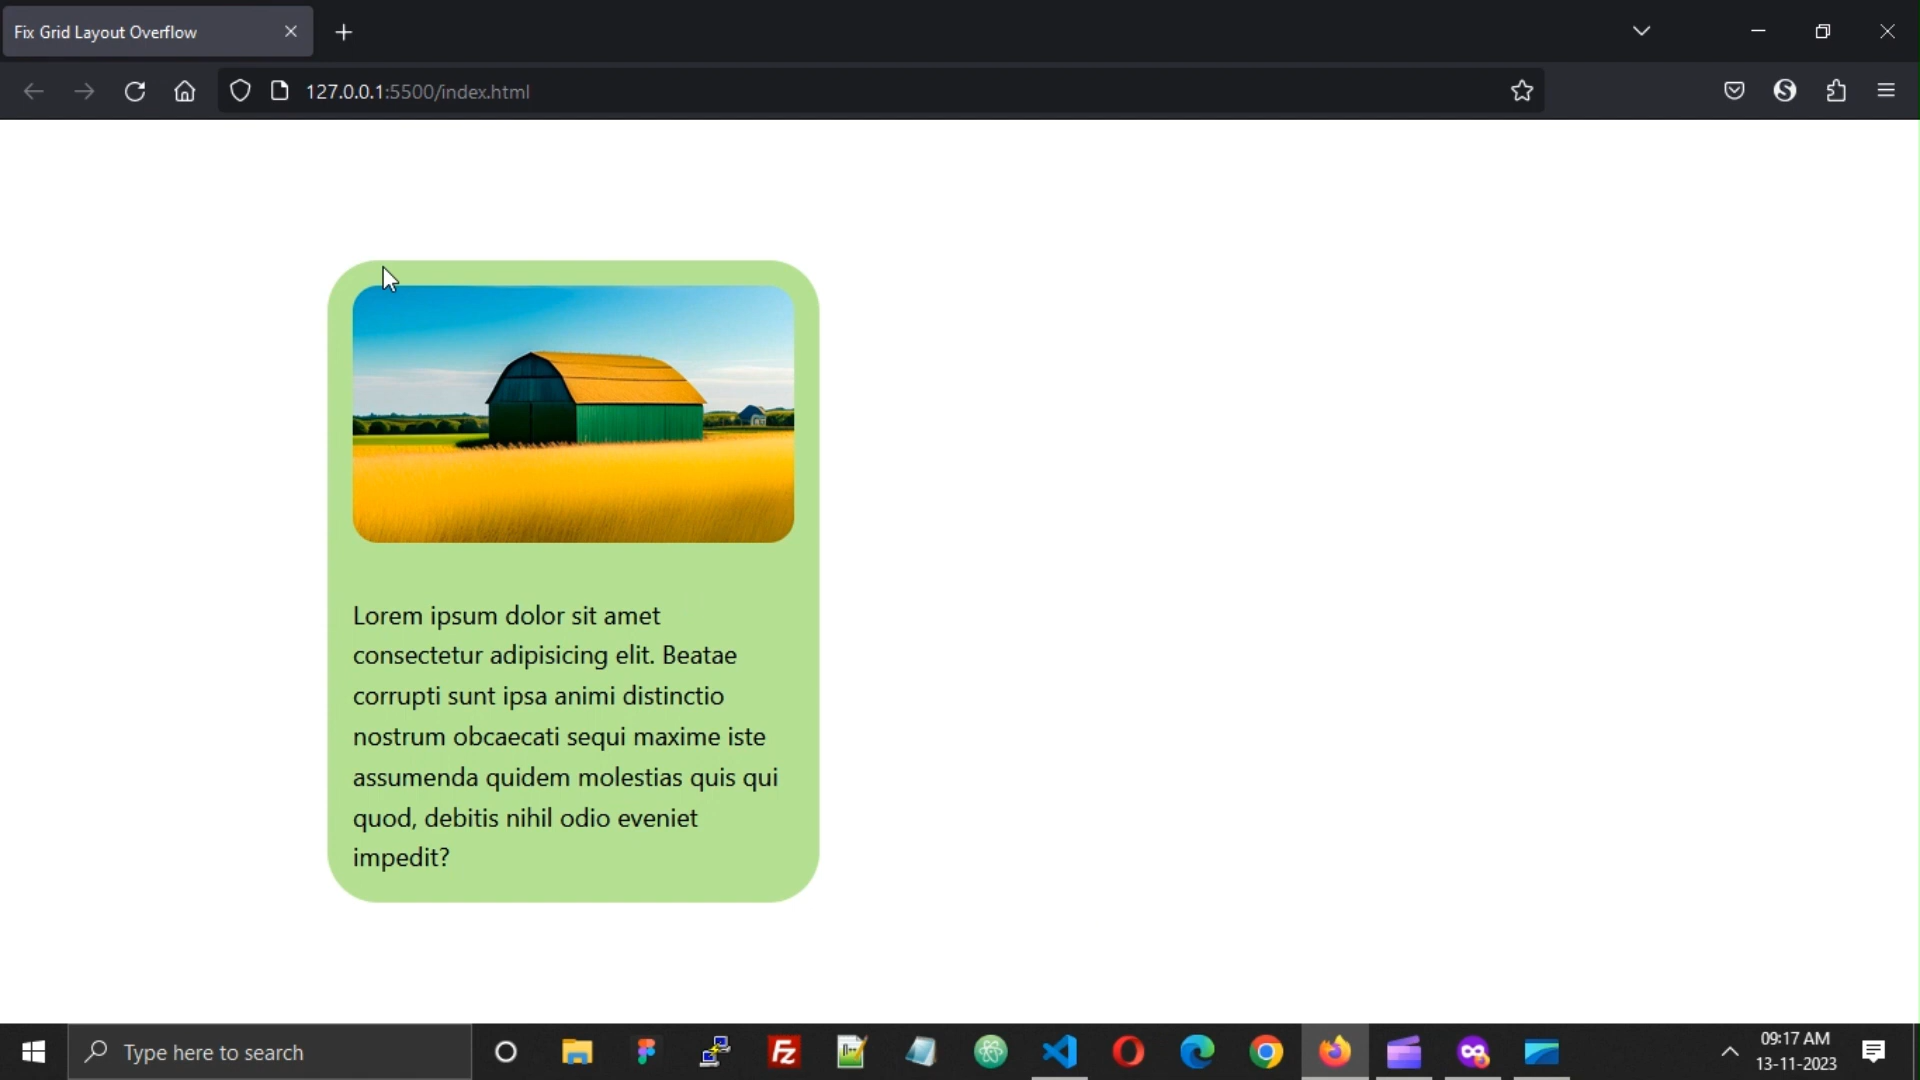 Fix Grid Layout Overflow
127.0.0.1:5500/index.html
Lorem ipsum dolor sit amet
consectetur adipisicing elit. Beatae
corrupti sunt ipsa animi distinctio
nostrum obcaecati sequi maxime iste
assumenda quidem molestias quis qui
quod, debitis nihil odio eveniet
impedit?
Type here to search
Fz
09:17 AM
13-11-2023